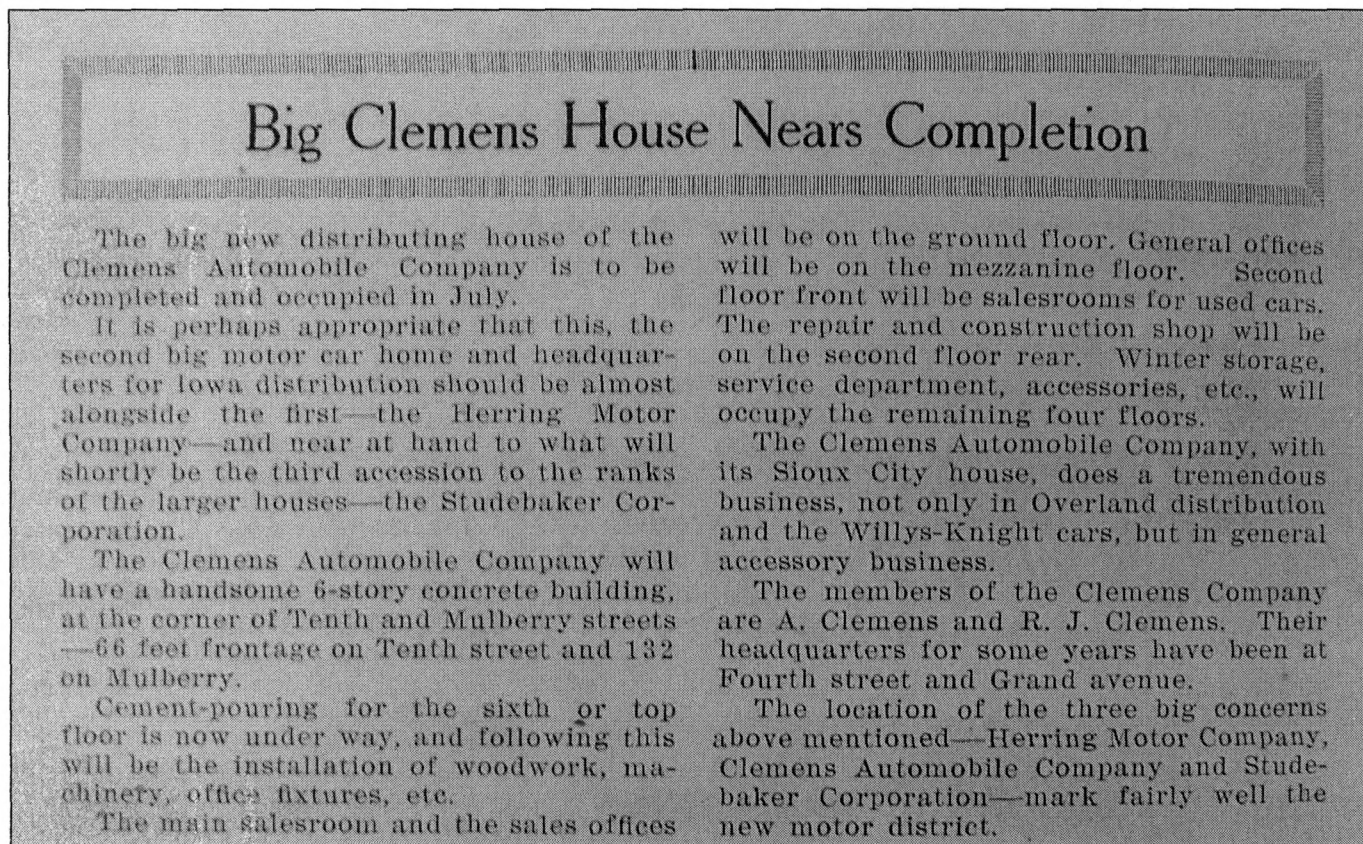 Big Clemens House Nears Completion
The big new distributing house of the
Clemens Automobile Company is to be
completed and occupied in July.
It is perhaps appropriate that this, the
second big motor car home and headquar-
ters for Iowa distribution should be almost
alongside the first—the Herring Motor
Company—and near at hand to what will
shortly be the third accession to the ranks
of the larger houses—the Studebaker Cor-
poration.
The Clemens Automobile Company will
have a handsome 6-story concrete building,
at the corner of Tenth and Mulberry streets
—66 feet frontage on Tenth street and 132
on Mulberry.
Cement-pouring for the sixth or top
floor is now under way, and following this
will be the installation of woodwork, ma-
chinery, office fixtures, etc.
The main salesroom and the sales offices
will be on the ground floor. General offices
will be on the mezzanine floor. Second
floor front will be salesrooms for used cars.
The repair and construction shop will be
on the second floor rear. Winter storage,
service department, accessories, etc., will
occupy the remaining four floors.
The Clemens Automobile Company, with
its Sioux City house, does a tremendous
business, not only in Overland distribution
and the Willys-Knight cars, but in general
accessory business.
The members of the Clemens Company
are A. Clemens and R. J. Clemens. Their
headquarters for some years have been at
Fourth street and Grand avenue.
The location of the three big concerns
above mentioned—Herring Motor Company,
Clemens Automobile Company and Stude-
baker Corporation—mark fairly well the
new motor district.